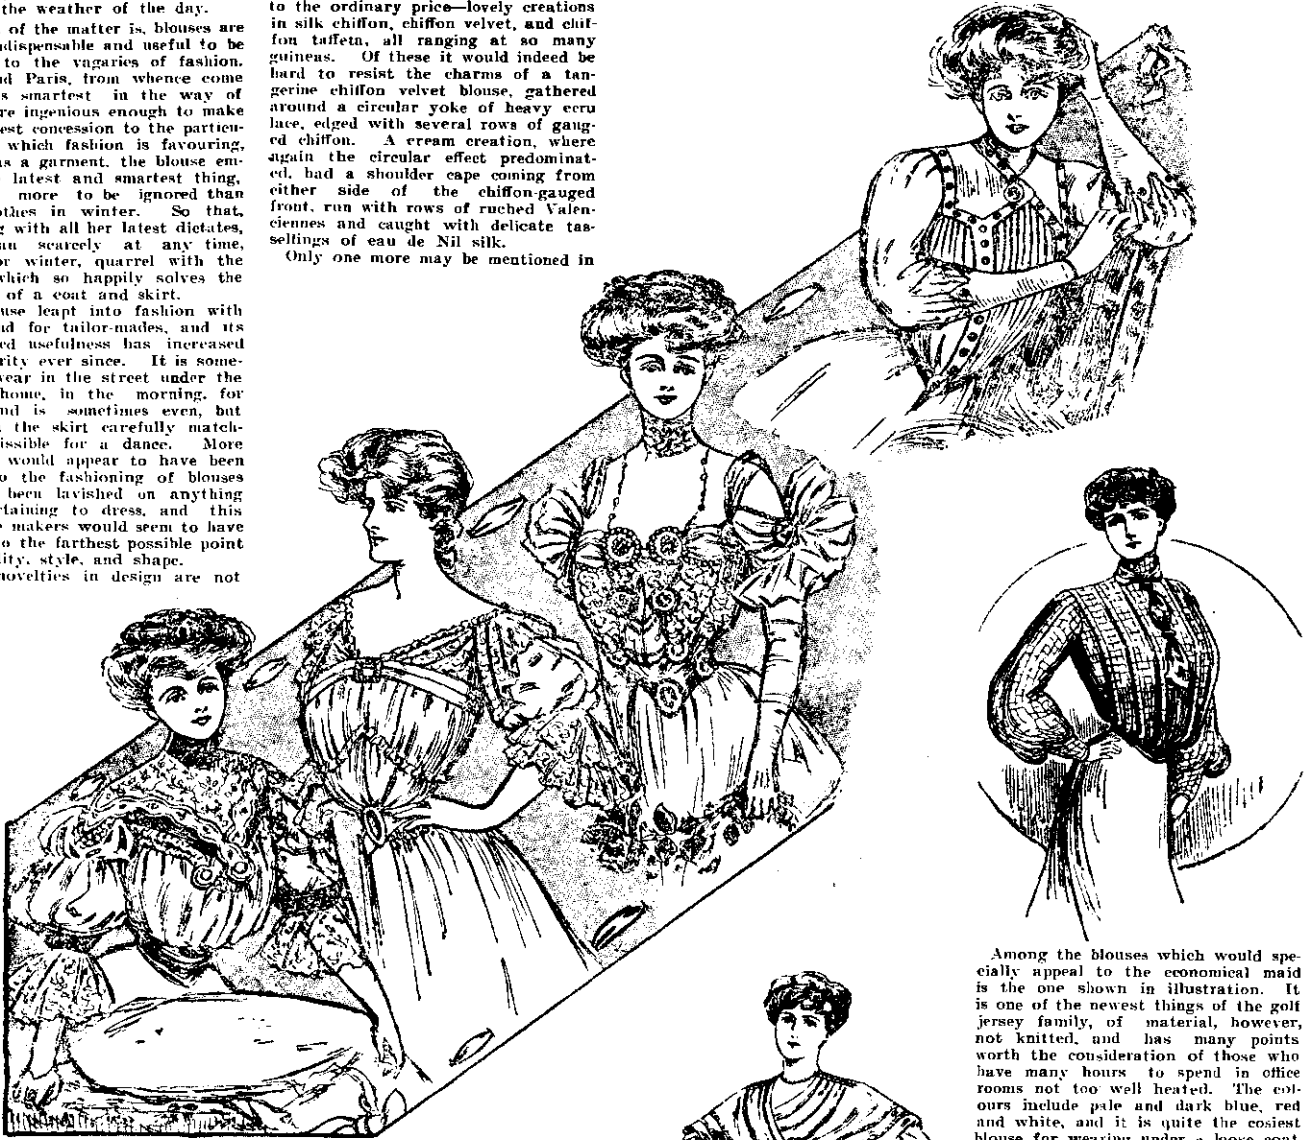 the weather of the day.
of the matter is, blouses are
dispensable and useful to be
to the vagaries of fashion.
Paris, from whence come
smartest in the way of
ingenious enough to make
est concession to the particu-
which fashion is favouring,
a garment, the blouse em-
latest and smartest thing,
more to be ignored than
othes in winter. So that,
with all her latest dictates,
scarcely at any time,
or winter, quarrel with the
which so happily solves the
of a coat and skirt.
use leapt into fashion with
d for tailor-mades, and its
ed usefulness has increased
rity ever since. It is some-
wear in the street under the
home, in the morning, for
nd is sometimes even, but
the skirt carefully match-
issible for a dance. More
would appear to have been
o the fashioning of blouses
been lavished on anything
rtaining to dress, and this
makers would seem to have
o the farthest possible point
ity, style, and shape.
novelties in design are not
to the ordinary price—lovely creations
in silk chiffon, chiffon velvet, and chif-
fon taffeta, all ranging at so many
guineas. Of these it would indeed be
hard to resist the charms of a tan-
gerine chiffon velvet blouse, gathered
around a circular yoke of heavy ecru
lace, edged with several rows of gaug-
ed chiffon. A cream creation, where
again the circular effect predominat-
ed, had a shoulder cape coming from
either side of the chiffon-gauged
front, run with rows of ruched Valen-
ciennes and caught with delicate tas-
sellings of eau de Nil silk.
Only one more may be mentioned in
Among the blouses which would spe-
cially appeal to the economical maid
is the one shown in illustration. It
is one of the newest things of the golf
jersey family, of material, however,
not knitted, and has many points
worth the consideration of those who
have many hours to spend in office
rooms not too well heated. The col-
ours include pale and dark blue, red
and white, and it is quite the cosiest
blouse for wearing under a loose coat.